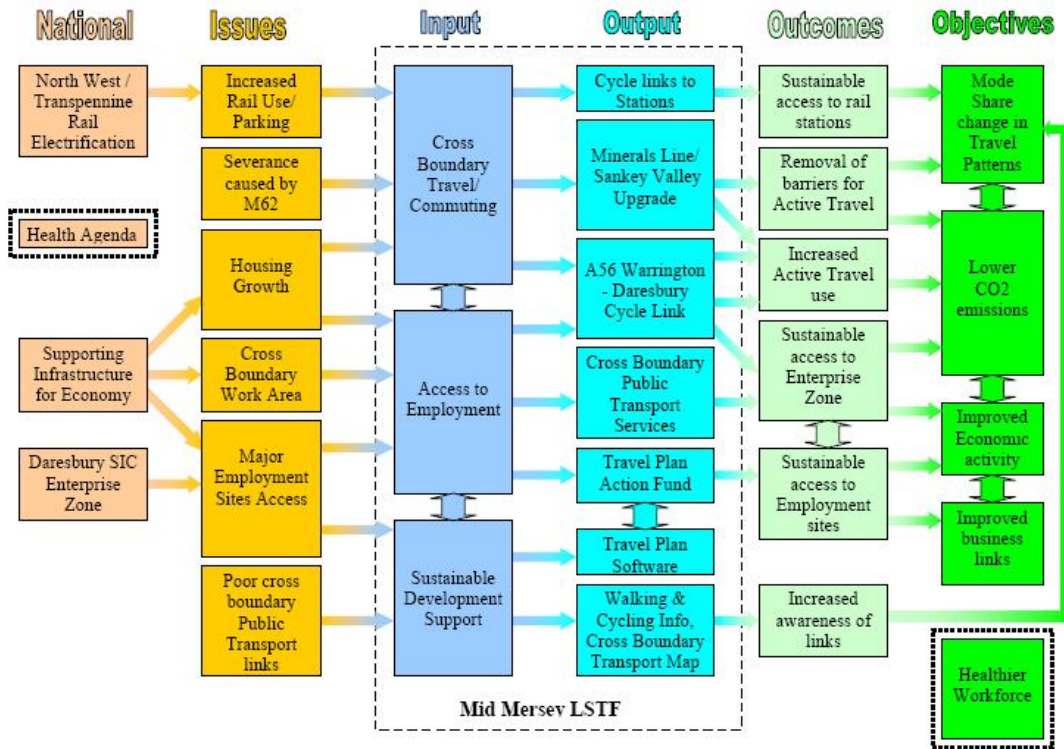 National
Issues
Input
Output
Outcomes
Objectives
North West /
Transpennine
Rail
Electrification
Health Agenda
Supporting
Infrastructure
for Economy
Daresbury SIC
Enterprise
Zone
Increased
Rail Use/
Parking
Severance
caused by
M62
Housing
Growth
Cross
Boundary
Work Area
Major
Employment
Sites Access
Poor cross
boundary
Public
Transport
links
Cross
Boundary
Travel/
Commuting
Access to
Employment
Sustainable
Development
Support
Cycle links to
Stations
Minerals Line/
Sankey Valley
Upgrade
A56 Warrington
- Daresbury
Cycle Link
Cross Boundary
Public
Transport
Services
Travel Plan
Action Fund
Travel Plan
Software
Walking &
Cycling Info,
Cross Boundary
Transport Map
Mid Mersey LSTF
Sustainable
access to rail
stations
Removal of
barriers for
Active Travel
Increased
Active Travel
use
Sustainable
access to
Enterprise
Zone
Sustainable
access to
Employment
sites
Increased
awareness of
links
Mode
Share
change in
Travel
Patterns
Lower
CO2
emissions
Improved
Economic
activity
Improved
business
links
Healthier
Workforce